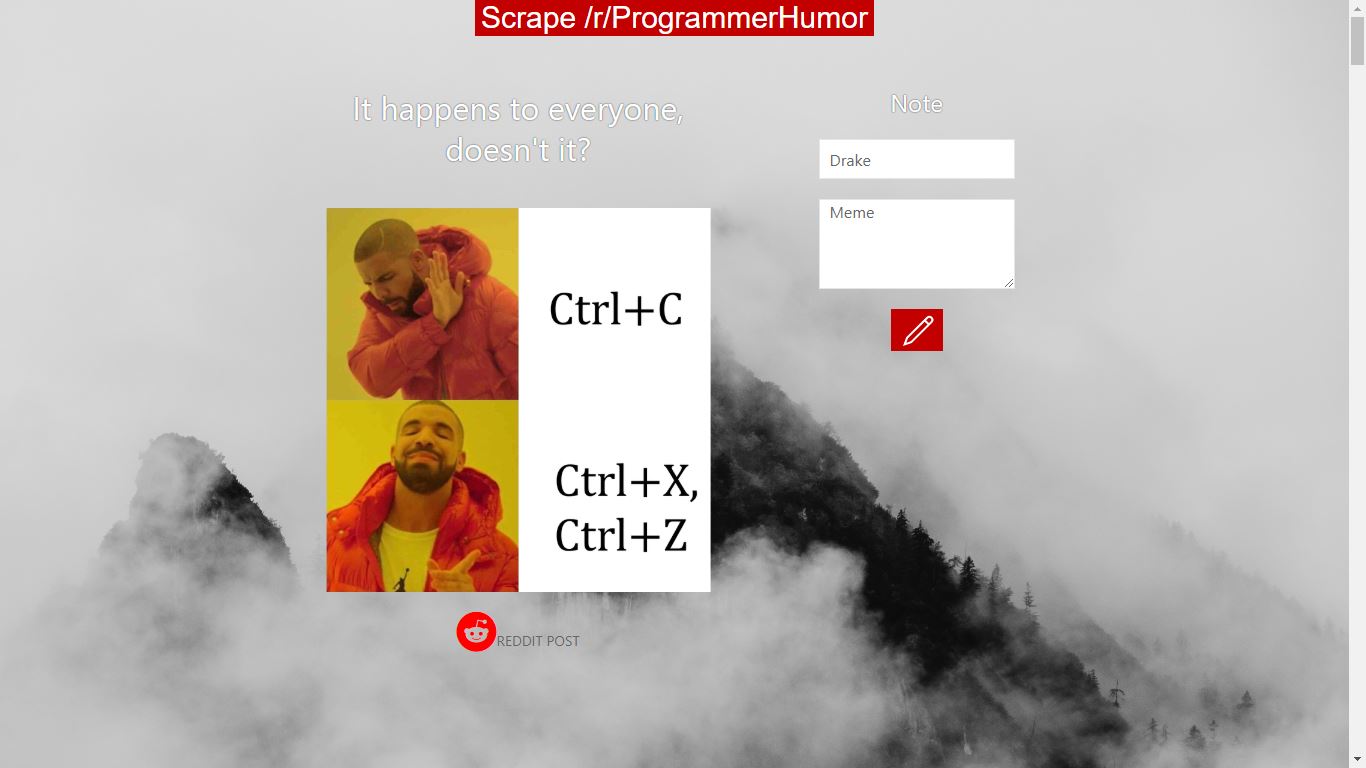 Scrape /r/ProgrammerHumor
It happens to everyone,
doesn't it?
Ctrl+C
Ctrl+X,
Ctrl+Z
REDDIT POST
Note
Drake
Meme